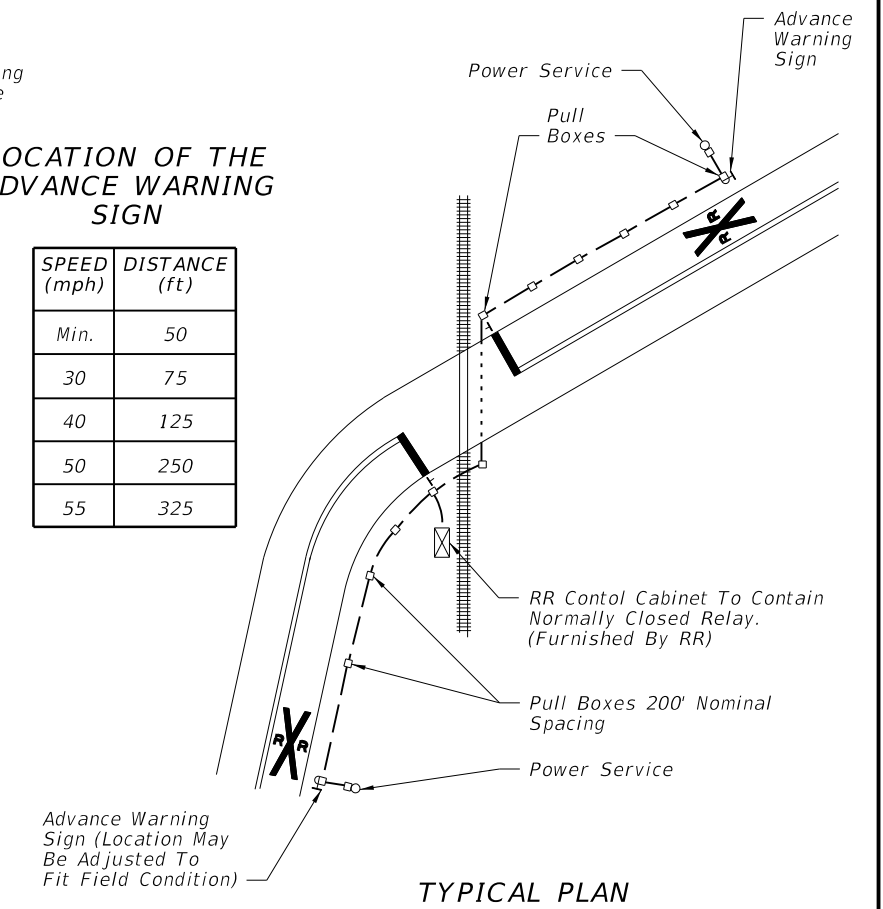 Advance
Warning
Sign
Power Service
Pull
Boxes
ng
e
OCATION OF THE
DVANCE WARNING
SIGN
SPEED DISTANCE
(mph) (ft)
Min. 50
30 75
40 125
50 250
55 325
R
R
RR Contol Cabinet To Contain
Normally Closed Relay.
(Furnished By RR)
Pull Boxes 200' Nominal
Spacing
R R
Power Service
Advance Warning
Sign (Location May
Be Adjusted To
Fit Field Condition)
TYPICAL PLAN